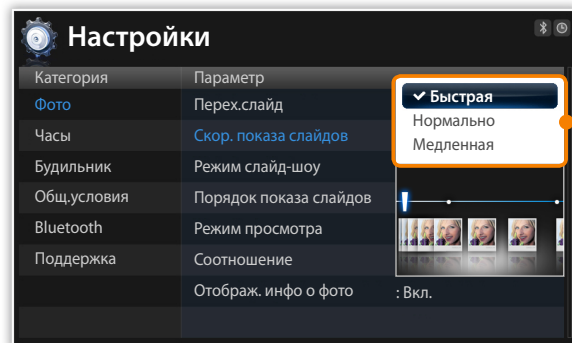 Настройки
Категория Параметр
Фото Перех.слайд
✔ Быстрая
Нормально
Медленная
Часы Скор. показа слайдов
Будильник Режим слайд-шоу
Общ.условия Порядок показа слайдов
Bluetooth Режим просмотра
Поддержка Соотношение
Отображ. инфо о фото : Вкл.